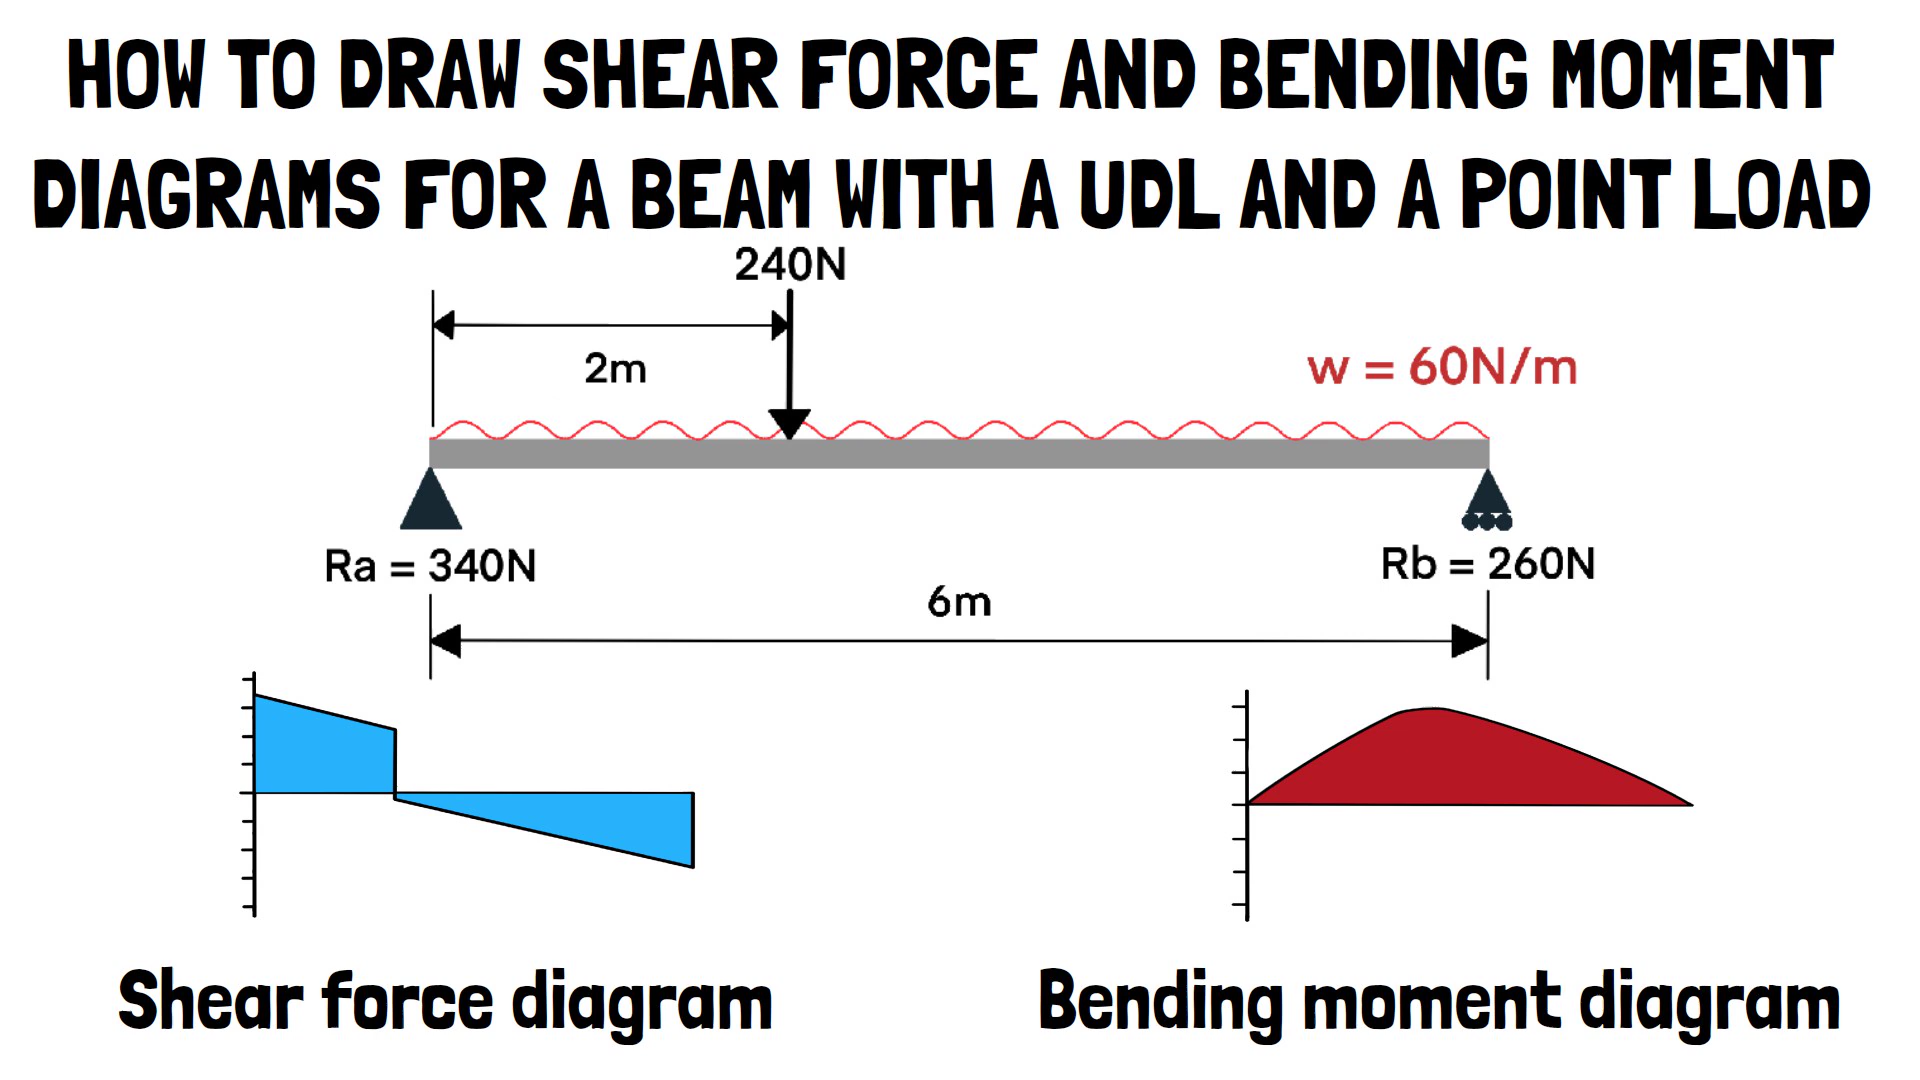 HOW TO DRAW SHEAR FORCE AND BENDING MOMENT
DIAGRAMS FOR A BEAM WITH A UDL AND A POINT LOAD
240N
2m
w = 60N/m
Ra = 340N
Rb = 260N
6m
Shear force diagram
Bending moment diagram